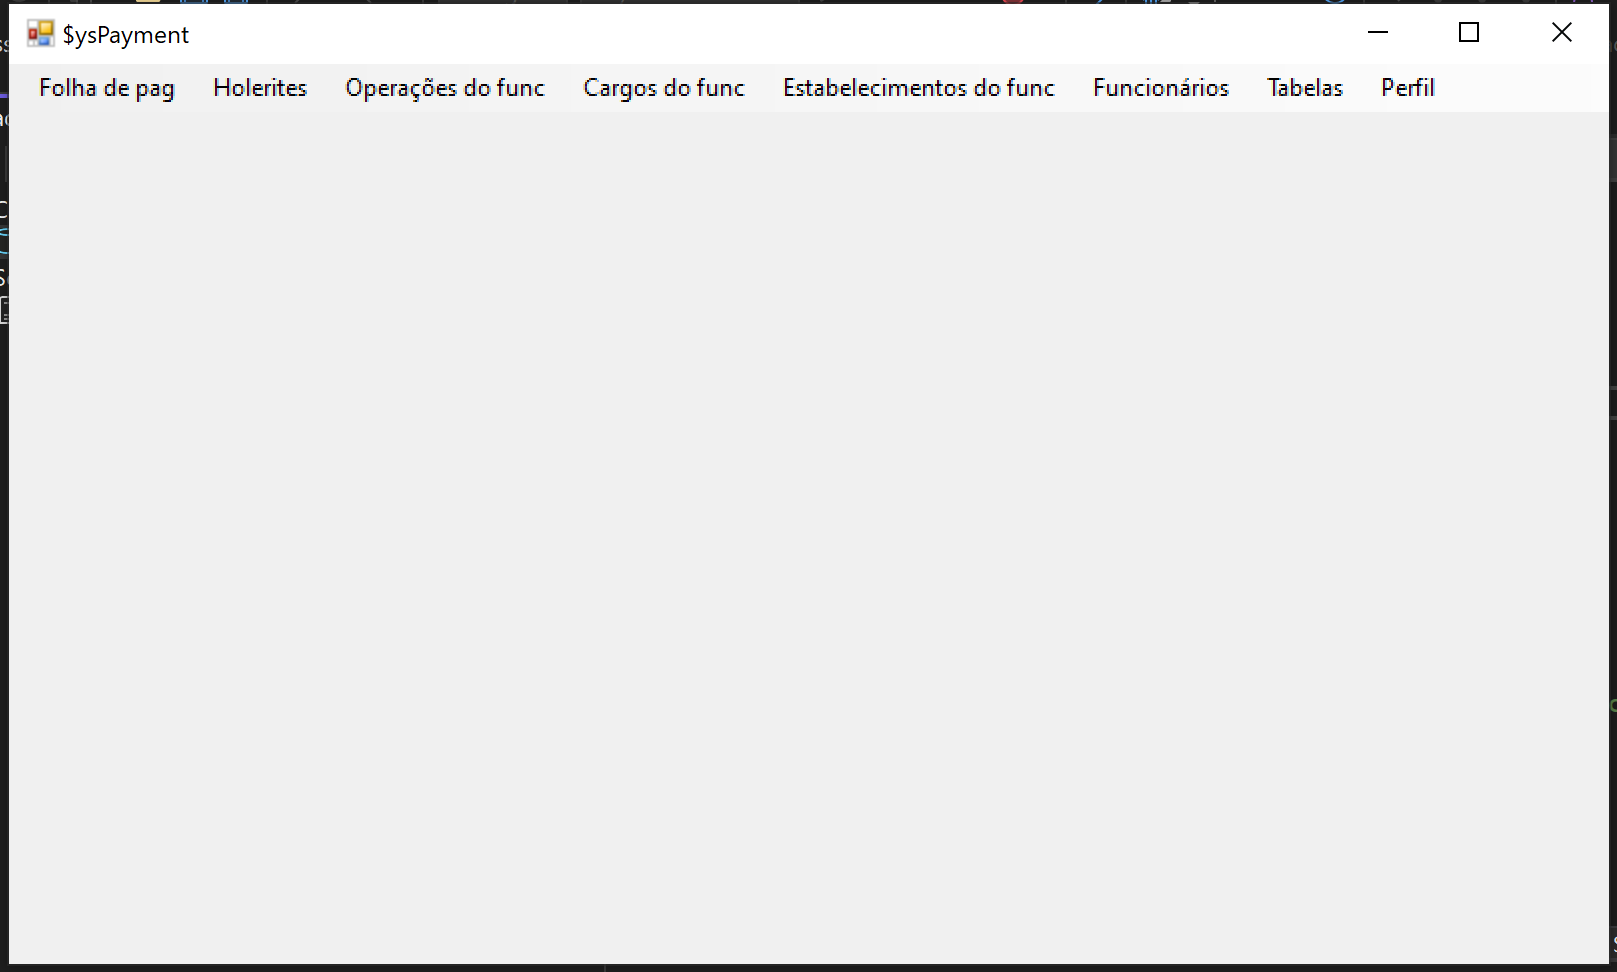 $ysPayment
Folha de pag Holerites Operações do func Cargos do func Estabelecimentos do func Funcionários Tabelas Perfil